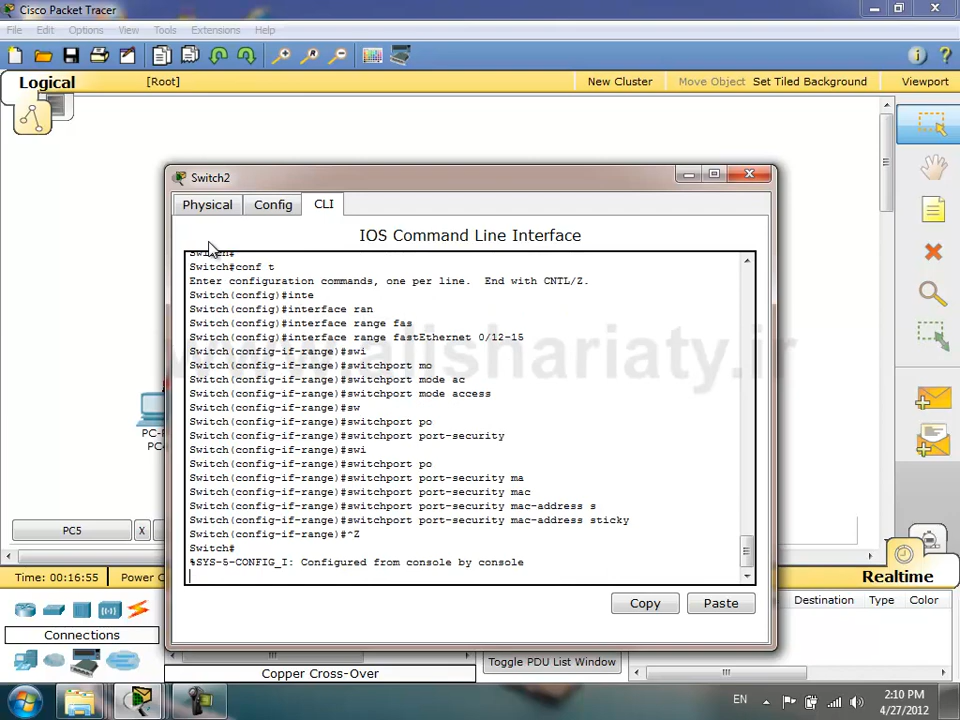 Cisco Packet Tracer
File Edit Options View Tools Extensions Help
Logical
[Root]
New Cluster
Move Object
Set Tiled Background
Viewport
Switch2
Physical
Config
CLI
IOS Command Line Interface
Switch#
Switch#conf t
Enter configuration commands, one per line.  End with CNTL/Z.
Switch(config)#inte
Switch(config)#interface ran
Switch(config)#interface range fas
Switch(config)#interface range fastEthernet 0/12-15
Switch(config-if-range)#swi
Switch(config-if-range)#switchport mo
Switch(config-if-range)#switchport mode ac
Switch(config-if-range)#switchport mode access
Switch(config-if-range)#sw
Switch(config-if-range)#switchport po
Switch(config-if-range)#switchport port-security
Switch(config-if-range)#swi
Switch(config-if-range)#switchport po
Switch(config-if-range)#switchport port-security ma
Switch(config-if-range)#switchport port-security mac
Switch(config-if-range)#switchport port-security mac-address s
Switch(config-if-range)#switchport port-security mac-address sticky
Switch(config-if-range)#^Z
Switch#
%SYS-5-CONFIG_I: Configured from console by console
Copy
Paste
PC5
X
Time: 00:16:55
Realtime
Destination
Type
Color
Connections
Copper Cross-Over
Toggle PDU List Window
EN
2:10 PM
4/27/2012